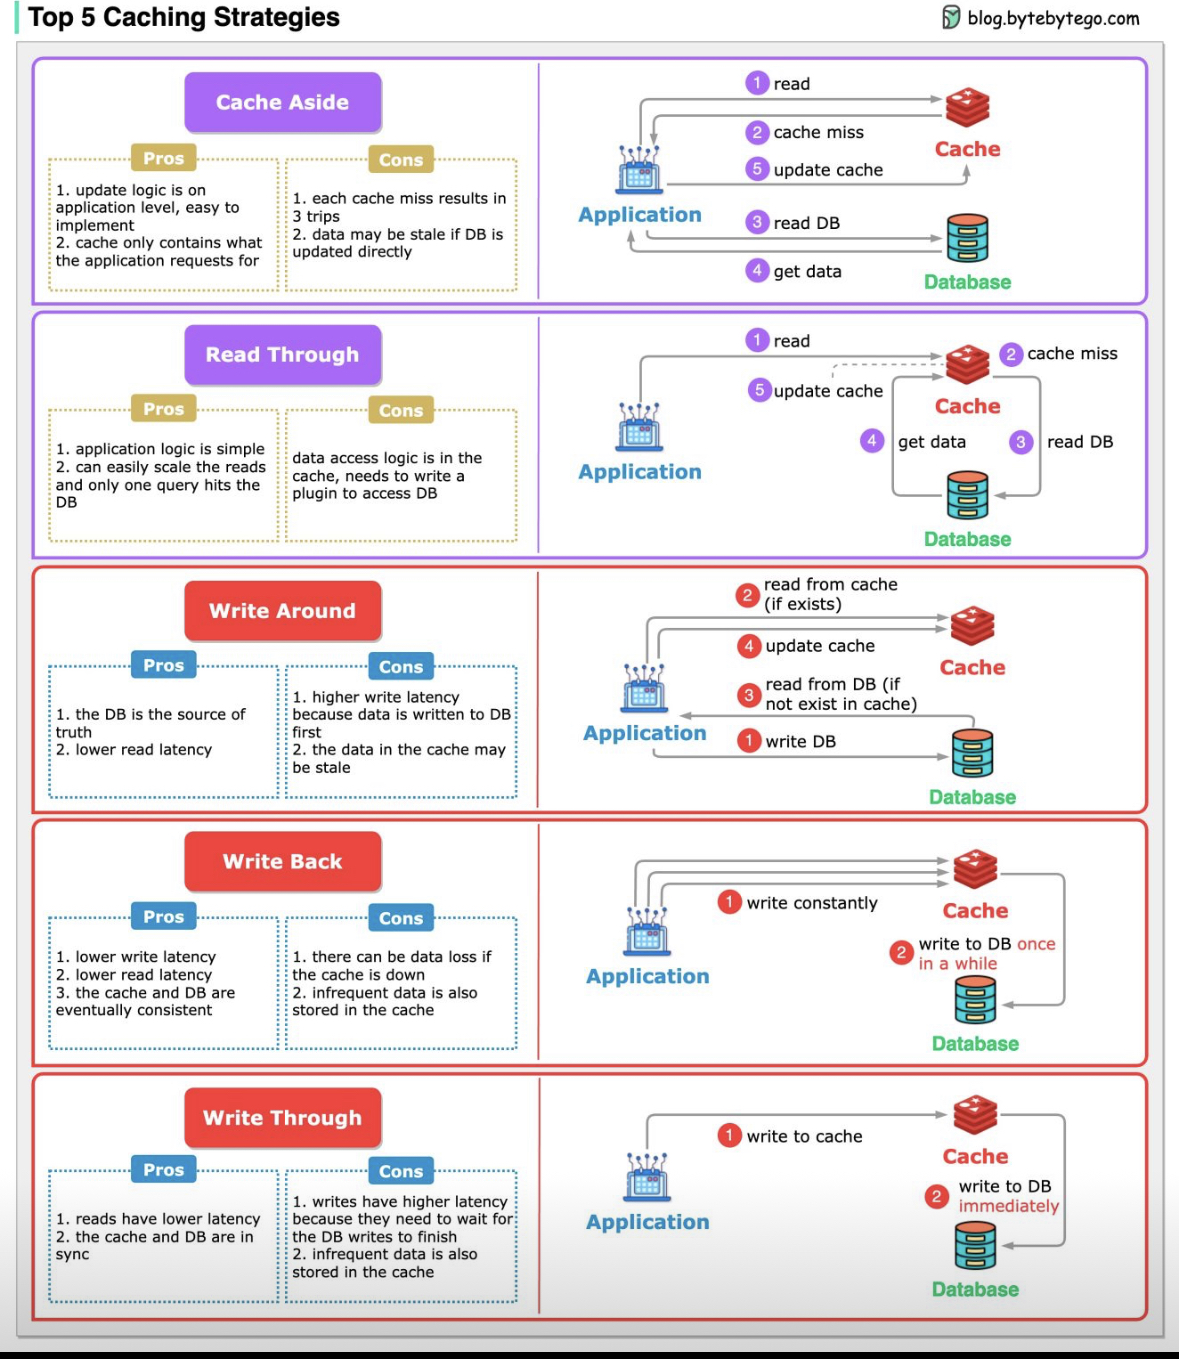 Top 5 Caching Strategies
blog.bytebytego.com
Cache Aside
Pros
1. update logic is on
application level, easy to
implement
2. cache only contains what
the application requests for
Cons
1. each cache miss results in
3 trips
2. data may be stale if DB is
updated directly
1 read
2 cache miss
5 update cache
Cache
Application
3 read DB
4 get data
Database
Read Through
Pros
1. application logic is simple
2. can easily scale the reads
and only one query hits the
DB
Cons
data access logic is in the
cache, needs to write a
plugin to access DB
1 read
2 cache miss
5 update cache
Cache
4 get data
3 read DB
Application
Database
Write Around
Pros
1. the DB is the source of
truth
2. lower read latency
Cons
1. higher write latency
because data is written to DB
first
2. the data in the cache may
be stale
2 read from cache
(if exists)
4 update cache
Cache
3 read from DB (if
not exist in cache)
Application
1 write DB
Database
Write Back
Pros
1. lower write latency
2. lower read latency
3. the cache and DB are
eventually consistent
Cons
1. there can be data loss if
the cache is down
2. infrequent data is also
stored in the cache
1 write constantly
Cache
2 write to DB once
in a while
Application
Database
Write Through
Pros
1. reads have lower latency
2. the cache and DB are in
sync
Cons
1. writes have higher latency
because they need to wait for
the DB writes to finish
2. infrequent data is also
stored in the cache
1 write to cache
Cache
2 write to DB
immediately
Application
Database